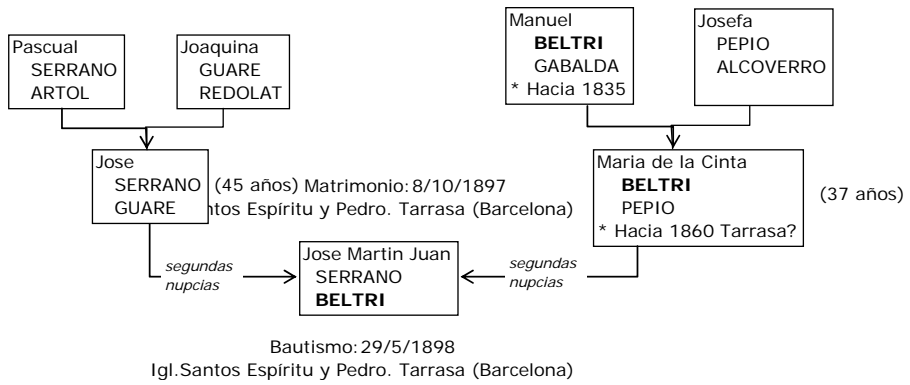 Pascual
SERRANO
ARTOL
Joaquina
GUARE
REDOLAT
Manuel
BELTRI
GABALDA
* Hacia 1835
Josefa
PEPIO
ALCOVERRO
Jose
SERRANO
GUARE
(45 años) Matrimonio: 8/10/1897
Santos Espíritu y Pedro. Tarrasa (Barcelona)
Maria de la Cinta
BELTRI
PEPIO
* Hacia 1860 Tarrasa?
(37 años)
segundas
nupcias
Jose Martin Juan
SERRANO
BELTRI
segundas
nupcias
Bautismo: 29/5/1898
Igl.Santos Espíritu y Pedro. Tarrasa (Barcelona)